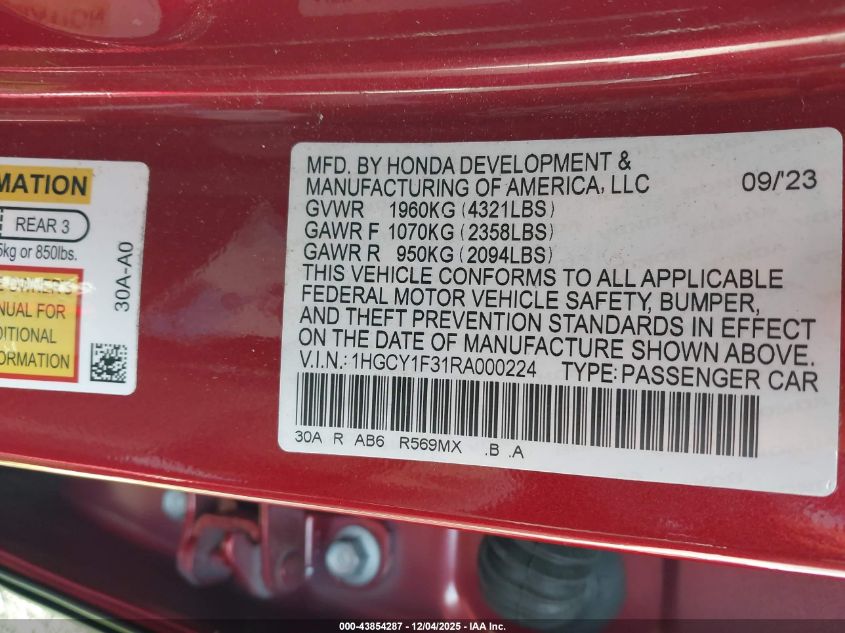 MATION
REAR 3
5kg or 850lbs.
NUAL FOR
DITIONAL
FORMATION
30A-A0
MFD. BY HONDA DEVELOPMENT &
MANUFACTURING OF AMERICA, LLC 09/'23
GVWR 1960KG (4321LBS)
GAWR F 1070KG (2358LBS)
GAWR R 950KG (2094LBS)
THIS VEHICLE CONFORMS TO ALL APPLICABLE
FEDERAL MOTOR VEHICLE SAFETY, BUMPER,
AND THEFT PREVENTION STANDARDS IN EFFECT
ON THE DATE OF MANUFACTURE SHOWN ABOVE.
V.I.N.: 1HGCY1F31RA000224 TYPE: PASSENGER CAR
30A R AB6 R569MX .B .A
000-43854287 - 12/04/2025 - IAA Inc.